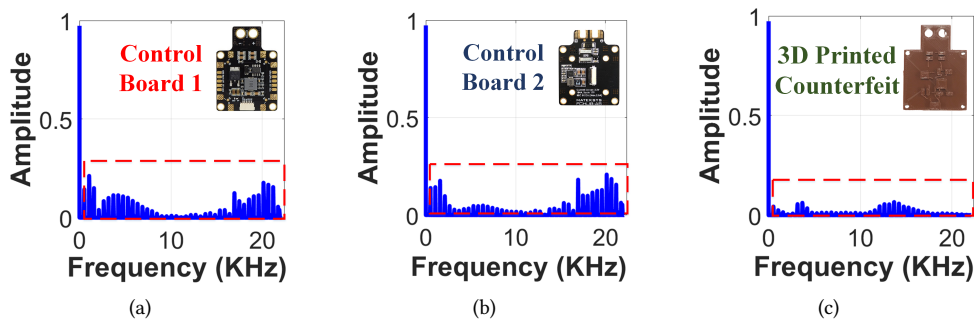 Amplitude
1
0.5
0
Control
Board 1
0
10
20
Frequency (KHz)
(a)
Amplitude
1
0.5
0
Control
Board 2
0
10
20
Frequency (KHz)
(b)
Amplitude
1
0.5
0
3D Printed
Counterfeit
0
10
20
Frequency (KHz)
(c)